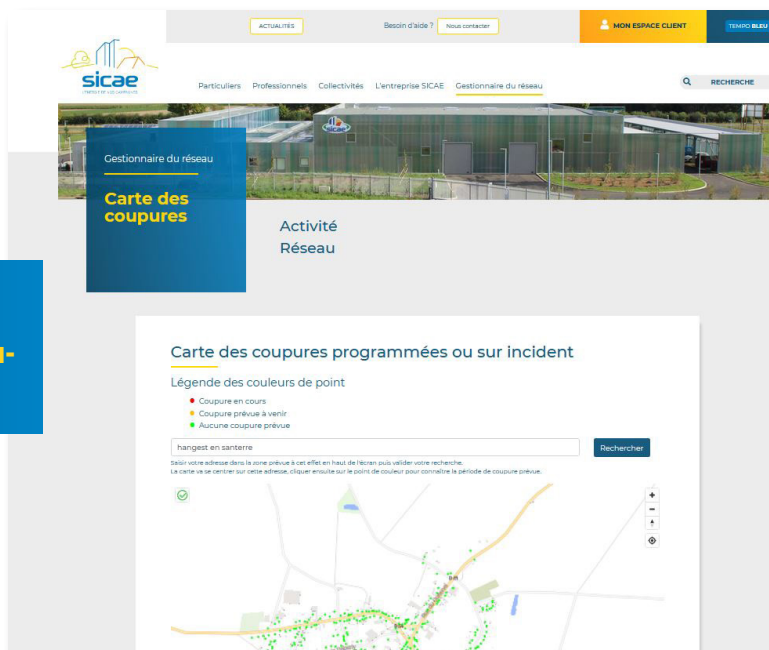 ACTUALITÉS
Besoin d'aide ?
Nous contacter
MON ESPACE CLIENT
TEMPO BLEU
sicae
Particuliers
Professionnels
Collectivités
L'entreprise SICAE
Gestionnaire du réseau
RECHERCHE
sicae
Gestionnaire du réseau
Carte des
coupures
Activité
Réseau
Carte des coupures programmées ou sur incident
Légende des couleurs de point
Coupure en cours
Coupure prévue à venir
Aucune coupure prévue
hangest en santerre
Rechercher
Saisir votre adresse dans la zone prévue à cet effet en haut de l'écran puis valider votre recherche.
La carte va se centrer sur cette adresse, cliquer ensuite sur le point de couleur pour connaître la période de coupure prévue.